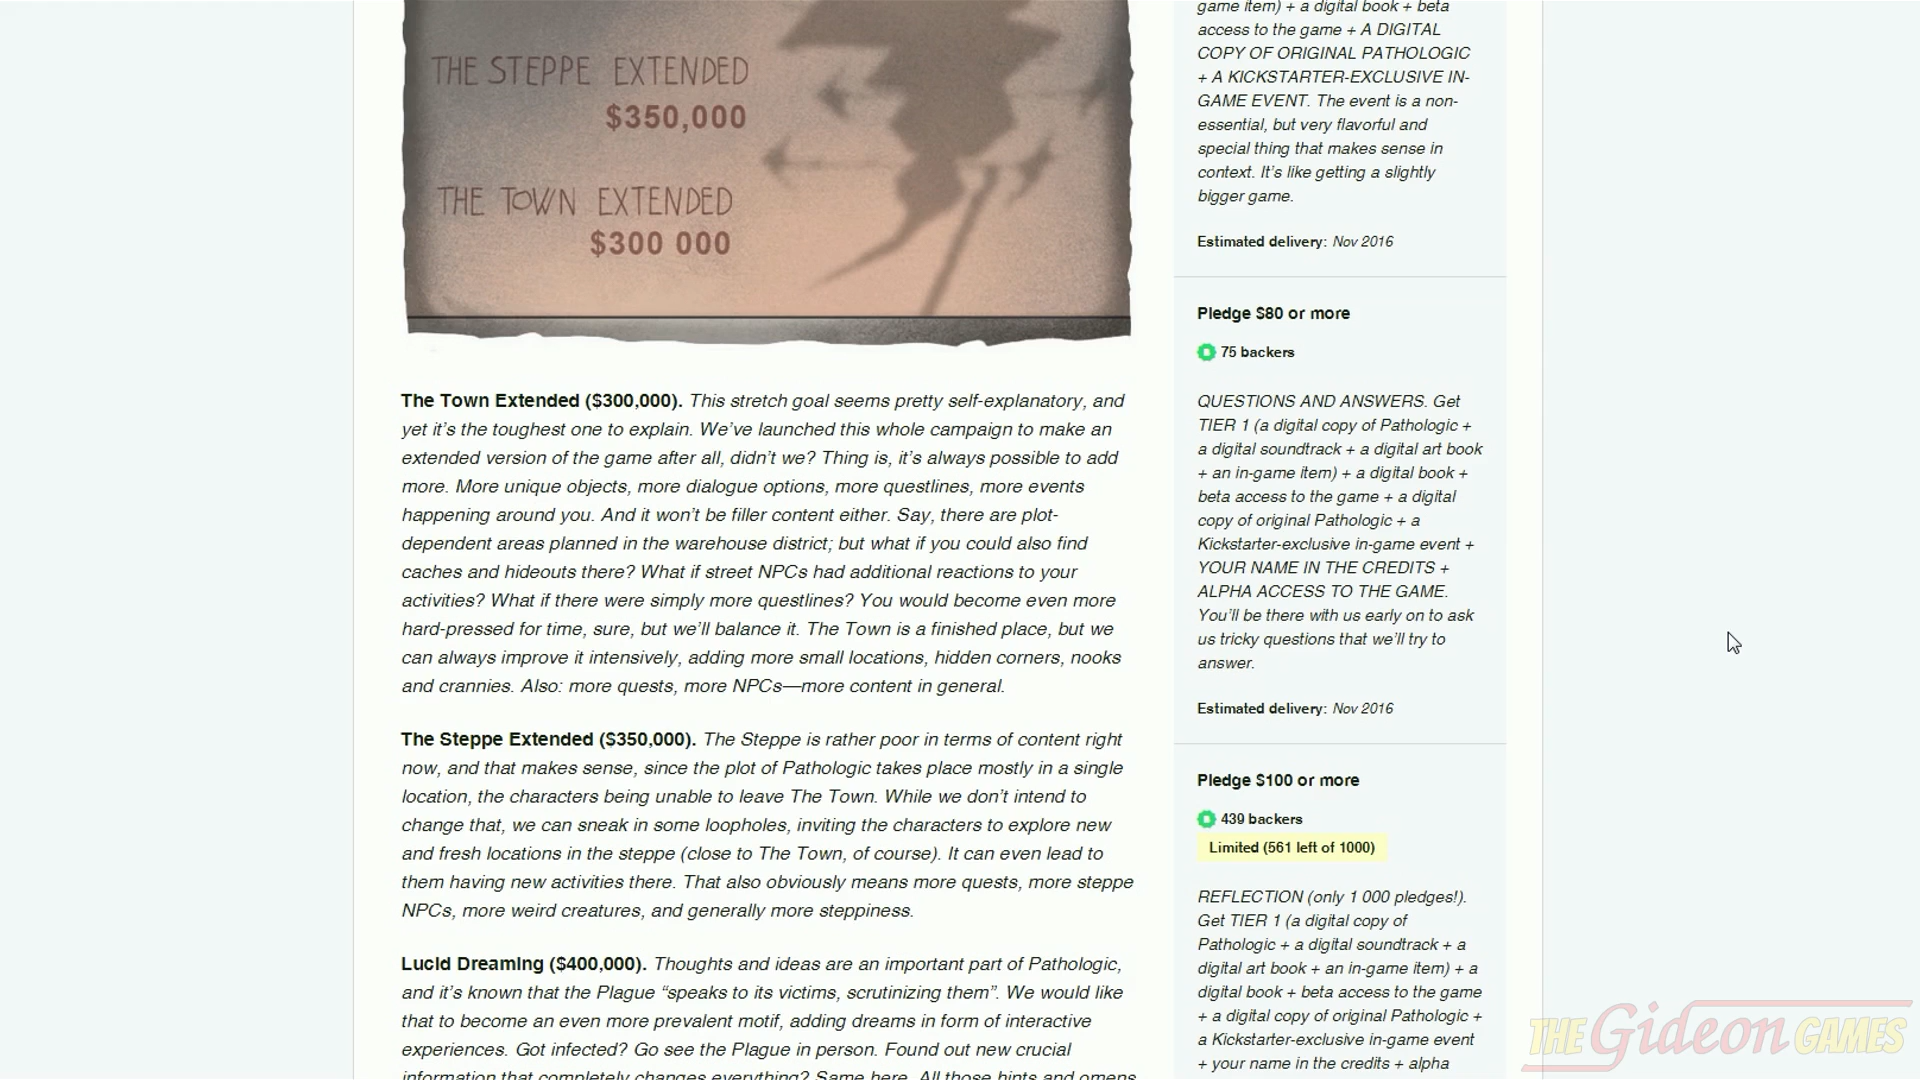 THE STEPPE EXTENDED
$350,000
THE TOWN EXTENDED
$300 000
The Town Extended ($300,000). This stretch goal seems pretty self-explanatory, and
yet it's the toughest one to explain. We've launched this whole campaign to make an
extended version of the game after all, didn't we? Thing is, it's always possible to add
more. More unique objects, more dialogue options, more questlines, more events
happening around you. And it won't be filler content either. Say, there are plot-
dependent areas planned in the warehouse district; but what if you could also find
caches and hideouts there? What if street NPCs had additional reactions to your
activities? What if there were simply more questlines? You would become even more
hard-pressed for time, sure, but we'll balance it. The Town is a finished place, but we
can always improve it intensively, adding more small locations, hidden corners, nooks
and crannies. Also: more quests, more NPCs—more content in general.
The Steppe Extended ($350,000). The Steppe is rather poor in terms of content right
now, and that makes sense, since the plot of Pathologic takes place mostly in a single
location, the characters being unable to leave The Town. While we don't intend to
change that, we can sneak in some loopholes, inviting the characters to explore new
and fresh locations in the steppe (close to The Town, of course). It can even lead to
them having new activities there. That also obviously means more quests, more steppe
NPCs, more weird creatures, and generally more steppiness.
Lucid Dreaming ($400,000). Thoughts and ideas are an important part of Pathologic,
and it's known that the Plague “speaks to its victims, scrutinizing them”. We would like
that to become an even more prevalent motif, adding dreams in form of interactive
experiences. Got infected? Go see the Plague in person. Found out new crucial
information that completely changes everything? Same here. All those hints and omens
game item) + a digital book + beta
access to the game + A DIGITAL
COPY OF ORIGINAL PATHOLOGIC
+ A KICKSTARTER-EXCLUSIVE IN-
GAME EVENT. The event is a non-
essential, but very flavorful and
special thing that makes sense in
context. It's like getting a slightly
bigger game.
Estimated delivery: Nov 2016
Pledge $80 or more
75 backers
QUESTIONS AND ANSWERS. Get
TIER 1 (a digital copy of Pathologic +
a digital soundtrack + a digital art book
+ an in-game item) + a digital book +
beta access to the game + a digital
copy of original Pathologic + a
Kickstarter-exclusive in-game event +
YOUR NAME IN THE CREDITS +
ALPHA ACCESS TO THE GAME.
You'll be there with us early on to ask
us tricky questions that we'll try to
answer.
Estimated delivery: Nov 2016
Pledge $100 or more
439 backers
Limited (561 left of 1000)
REFLECTION (only 1 000 pledges!).
Get TIER 1 (a digital copy of
Pathologic + a digital soundtrack + a
digital art book + an in-game item) + a
digital book + beta access to the game
+ a digital copy of original Pathologic +
a Kickstarter-exclusive in-game event
+ your name in the credits + alpha
THE Gideon GAMES